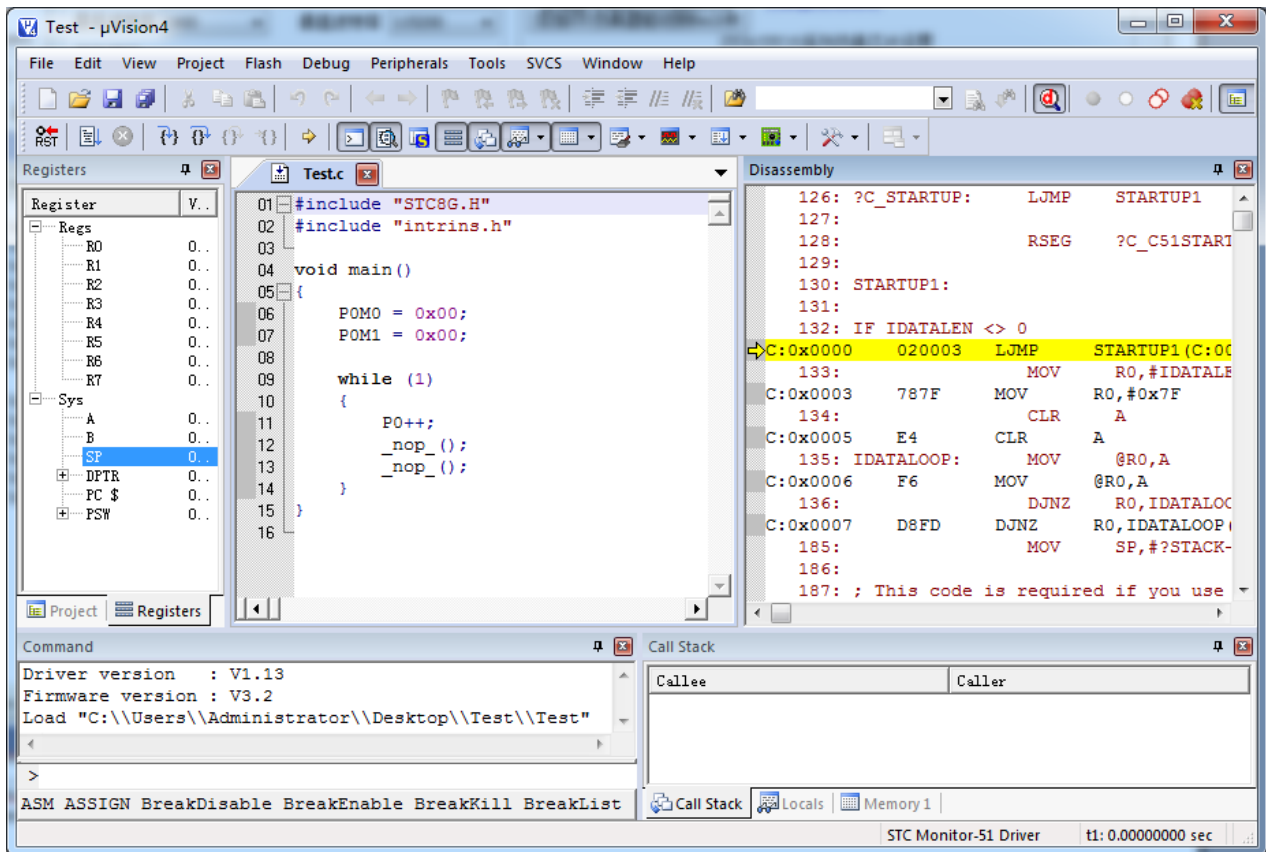 Test - µVision4
File Edit View Project Flash Debug Peripherals Tools SVCS Window Help
RST
Registers
Register V..
Regs
R0 0..
R1 0..
R2 0..
R3 0..
R4 0..
R5 0..
R6 0..
R7 0..
Sys
A 0..
B 0..
SP 0..
DPTR 0..
PC $ 0..
PSW 0..
Project Registers
Test.c
01 #include "STC8G.H"
02 #include "intrins.h"
03
04 void main()
05 {
06 P0M0 = 0x00;
07 P0M1 = 0x00;
08
09 while (1)
10 {
11 P0++;
12 _nop_();
13 _nop_();
14 }
15 }
16
Disassembly
126: ?C_STARTUP: LJMP STARTUP1
127:
128: RSEG ?C_C51START
129:
130: STARTUP1:
131:
132: IF IDATALEN <> 0
C:0x0000 020003 LJMP STARTUP1(C:00
133: MOV R0,#IDATALE
C:0x0003 787F MOV R0,#0x7F
134: CLR A
C:0x0005 E4 CLR A
135: IDATALOOP: MOV @R0,A
C:0x0006 F6 MOV @R0,A
136: DJNZ R0,IDATALOO
C:0x0007 D8FD DJNZ R0,IDATALOOP(
185: MOV SP,#?STACK-
186:
187: ; This code is required if you use
Command
Driver version : V1.13
Firmware version : V3.2
Load "C:\\Users\\Administrator\\Desktop\\Test\\Test"
>
ASM ASSIGN BreakDisable BreakEnable BreakKill BreakList
Call Stack
Callee Caller
Call Stack Locals Memory 1
STC Monitor-51 Driver t1: 0.00000000 sec